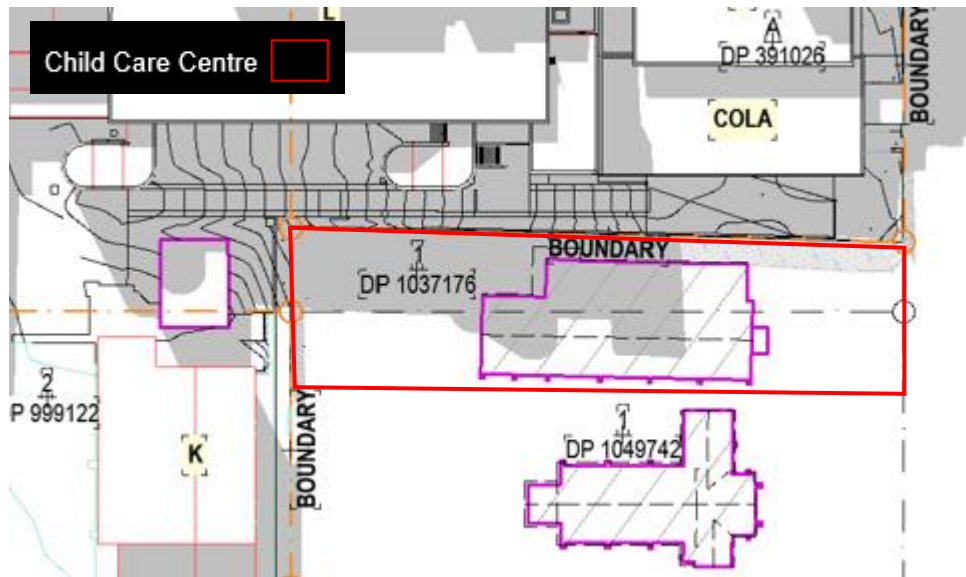 L
Child Care Centre
A
DP 391026
BOUNDARY
COLA
BOUNDARY
1
DP 1037176
2
P 999122
1
DP 1049742
K
BOUNDARY